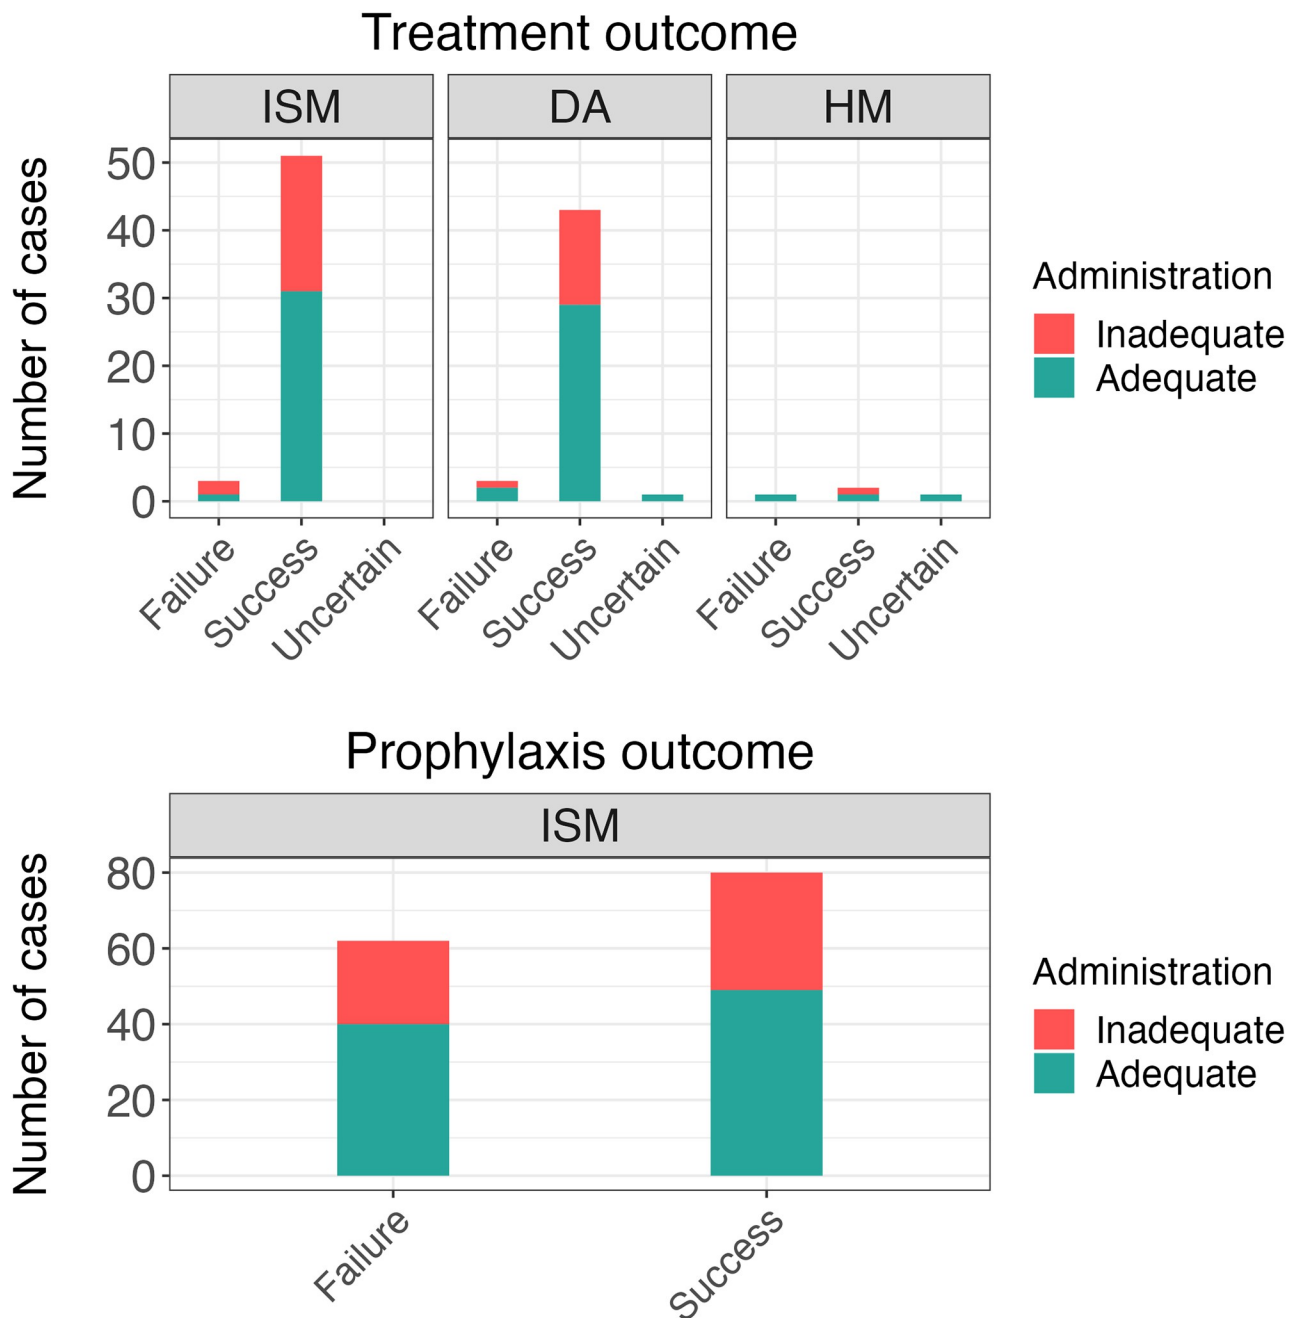 Treatment outcome
ISM DA HM
Number of cases
50
40
30
20
10
0
Failure Success Uncertain Failure Success Uncertain Failure Success Uncertain
Administration
Inadequate
Adequate
Prophylaxis outcome
ISM
Number of cases
80
60
40
20
0
Failure Success
Administration
Inadequate
Adequate